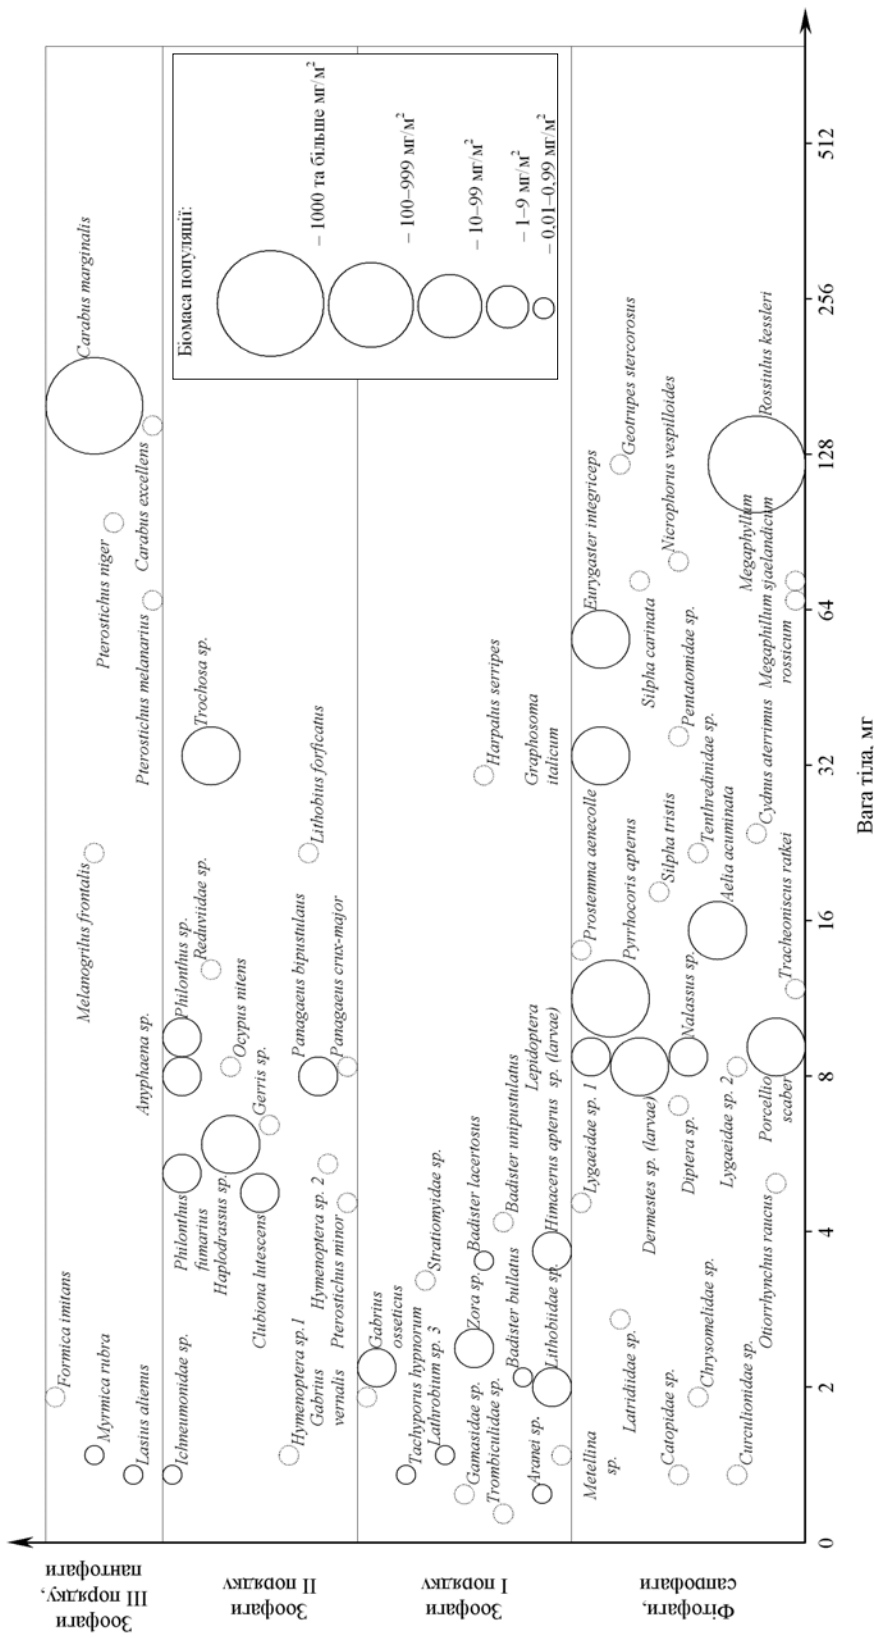 Зоофаги
III порядку,
пантофаги
Formica imitans
Myrmica rubra
Lasius alienus
Melanogrilus frontalis
Pterostichus melanarius
Pterostichus niger
Carabus excellens
Carabus marginalis
Зоофаги
II порядку
Ichneumonidae sp.
Hymenoptera sp.1
Gabrius
vernalis
Philonthus
fumarius
Haplodrassus sp.
Clubiona lutescens
Hymenoptera sp. 2
Pterostichus minor
Anyphaena sp.
Philonthus sp.
Reduviidae sp.
Ocypus nitens
Gerris sp.
Panagaeus bipustulaus
Panagaeus crux-major
Lithobius forficatus
Trochosa sp.
Біомаса популяції:
– 1000 та більше мг/м²
– 100–999 мг/м²
– 10–99 мг/м²
– 1–9 мг/м²
– 0,01–0,99 мг/м²
Зоофаги
I порядку
Gabrius
osseticus
Tachyporus hypnorum
Lathrobium sp. 3
Gamasidae sp.
Trombiculidae sp.
Aranei sp.
Stratiomyidae sp.
Zora sp.
Badister lacertosus
Badister bullatus
Badister unipustulatus
Lithobiidae sp.
Himacerus apterus
Lepidoptera
sp. (larvae)
Harpalus serripes
Graphosoma
italicum
Фітофаги,
сапрофаги
Metellina
sp.
Latridiidae sp.
Catopidae sp.
Chrysomelidae sp.
Curculionidae sp.
Otiorrhynchus raucus
Lygaeidae sp. 1
Dermestes sp. (larvae)
Diptera sp.
Lygaeidae sp. 2
Porcellio
scaber
Prostemma aenecolle
Pyrrhocoris apterus
Nalassus sp.
Silpha tristis
Aelia acuminata
Tracheoniscus ratkei
Tenthredinidae sp.
Cydnus aterrimus
Pentatomidae sp.
Eurygaster integriceps
Silpha carinata
Geotrupes stercorosus
Nicrophorus vespilloides
Megaphyllum
Megaphillum sjaelandicum
rossicum
Rossiulus kessleri
0
2
4
8
16
32
64
128
256
512
Вага тіла, мг